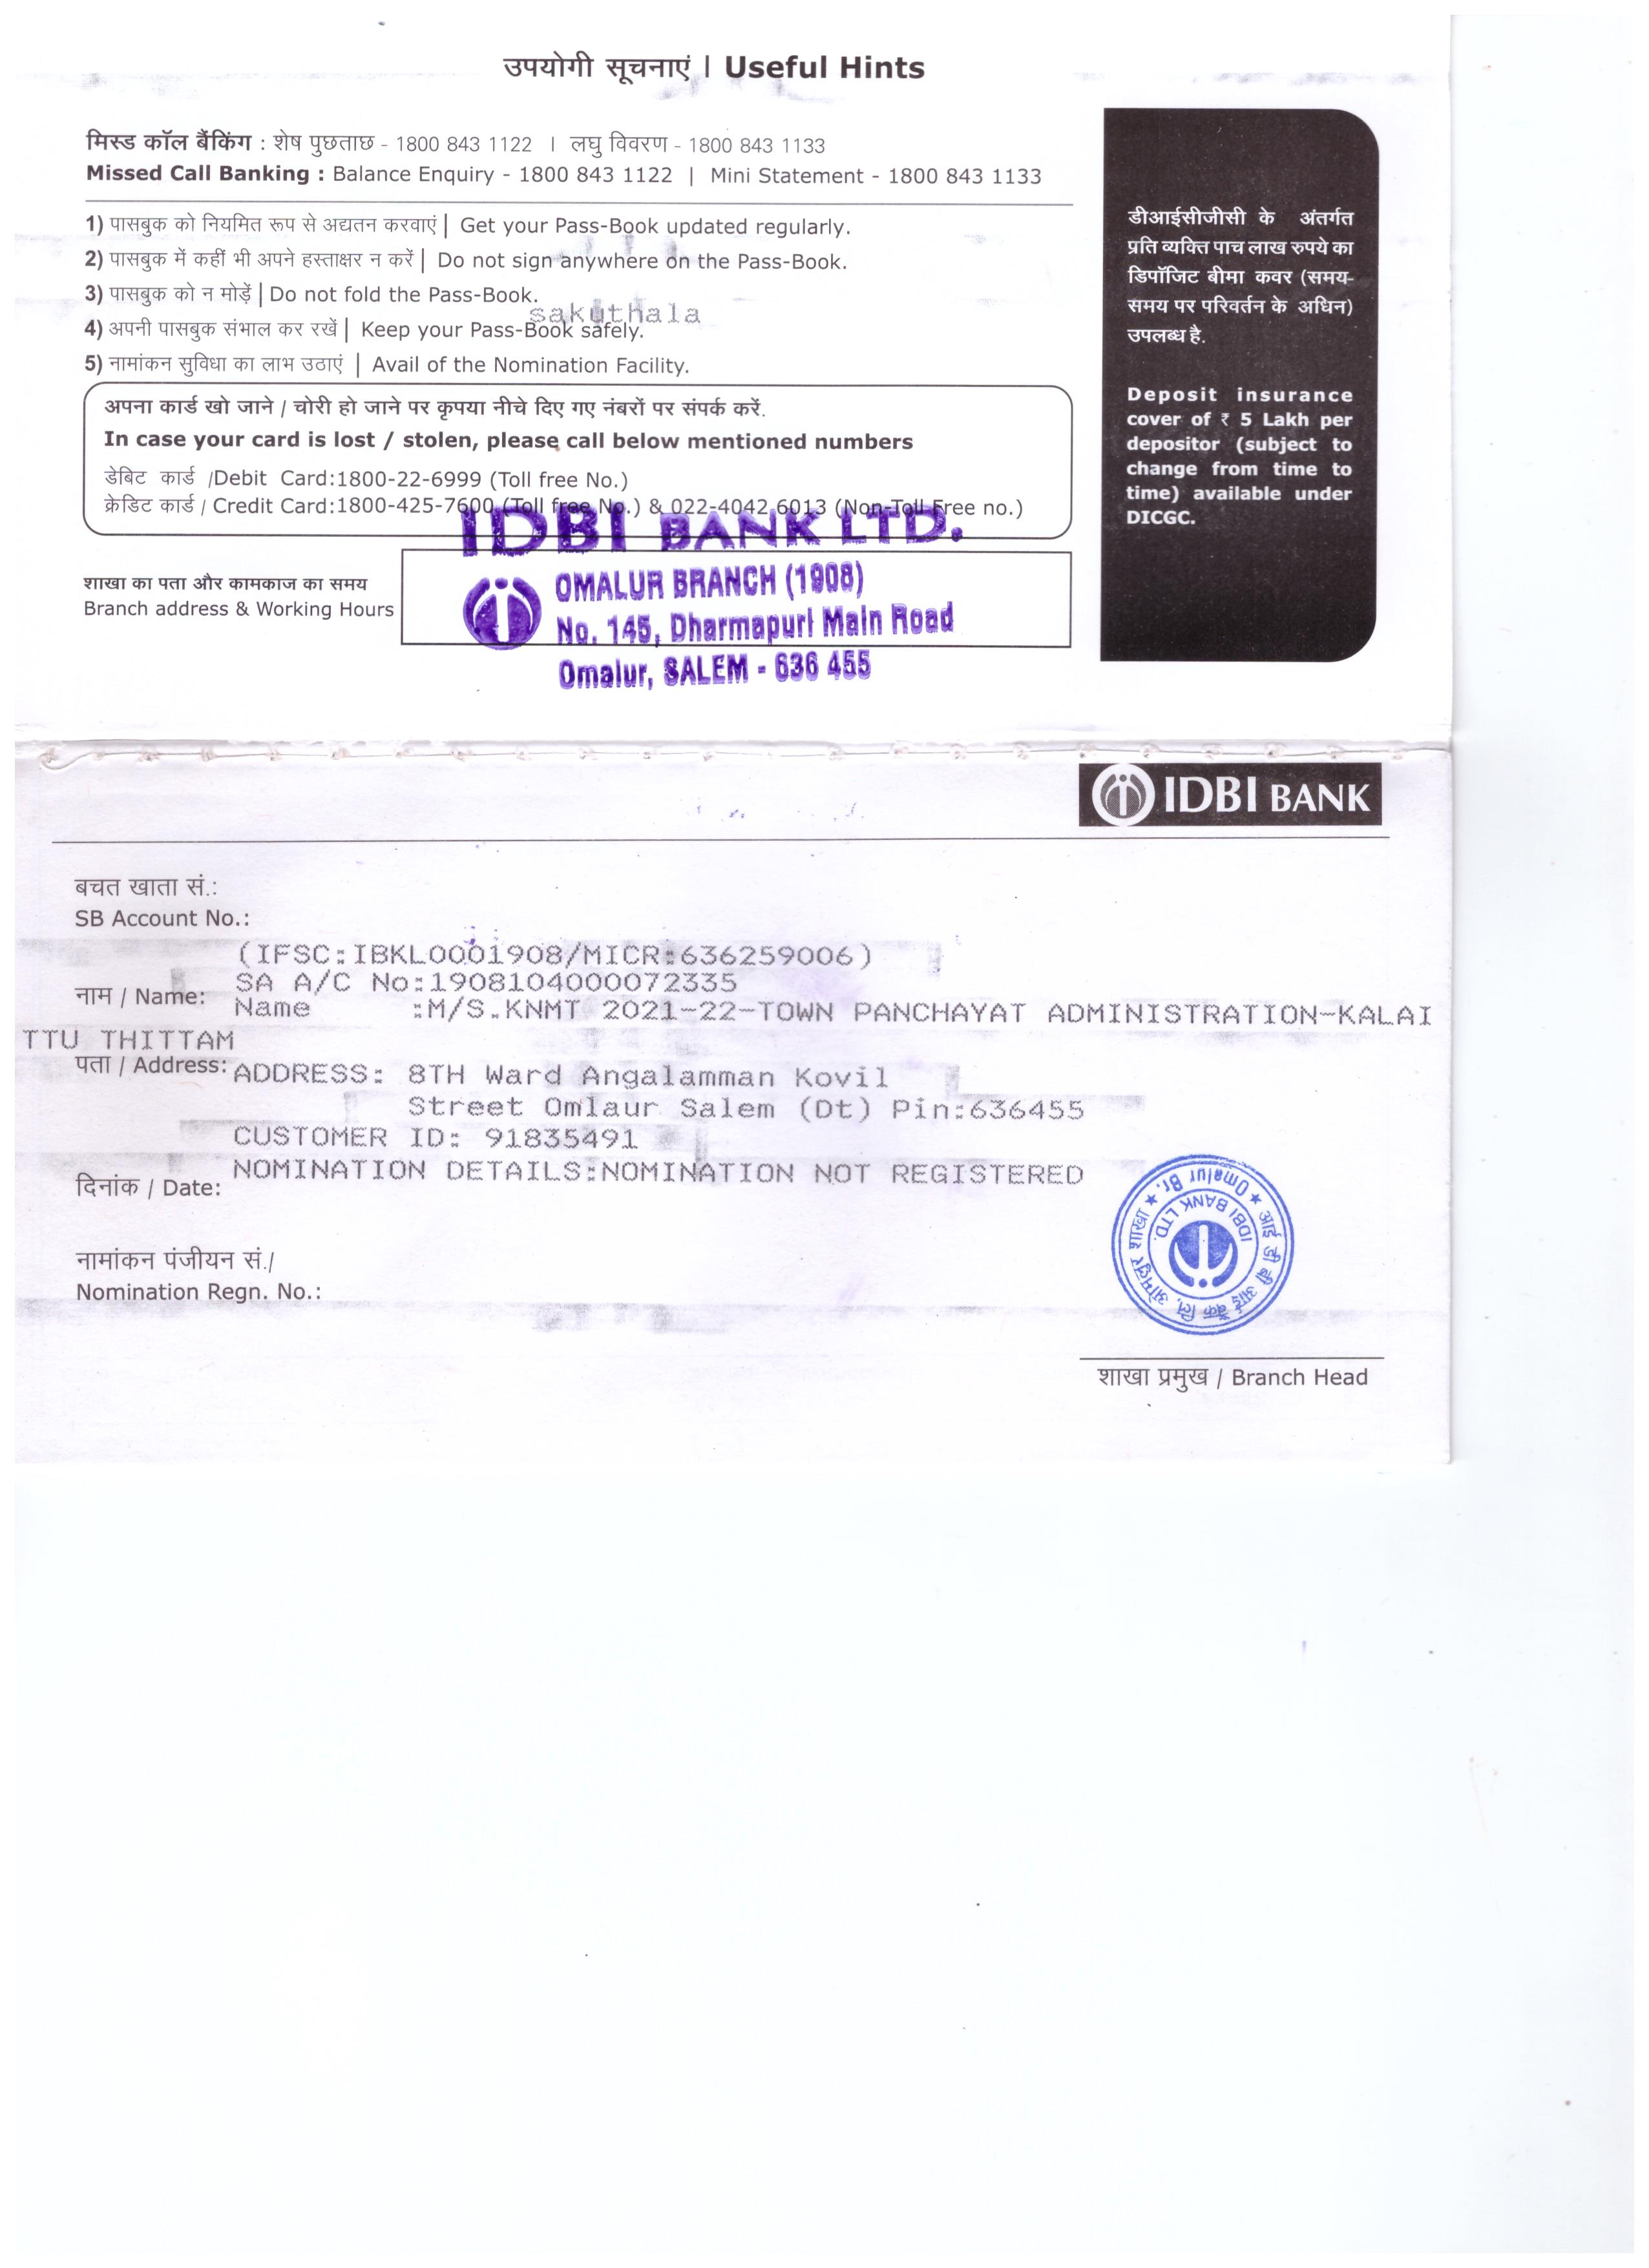 उपयोगी सूचनाएं | Useful Hints
मिस्ड कॉल बैंकिंग : शेष पुछताछ - 1800 843 1122 | लघु विवरण - 1800 843 1133
Missed Call Banking : Balance Enquiry - 1800 843 1122 | Mini Statement - 1800 843 1133
1) पासबुक को नियमित रूप से अद्यतन करवाएं | Get your Pass-Book updated regularly.
2) पासबुक में कहीं भी अपने हस्ताक्षर न करें | Do not sign anywhere on the Pass-Book.
3) पासबुक को न मोड़ें | Do not fold the Pass-Book.
sakuthala
4) अपनी पासबुक संभाल कर रखें | Keep your Pass-Book safely.
5) नामांकन सुविधा का लाभ उठाएं | Avail of the Nomination Facility.
अपना कार्ड खो जाने / चोरी हो जाने पर कृपया नीचे दिए गए नंबरों पर संपर्क करें.
In case your card is lost / stolen, please call below mentioned numbers
डेबिट कार्ड /Debit Card:1800-22-6999 (Toll free No.)
क्रेडिट कार्ड / Credit Card:1800-425-7600 (Toll free No.) & 022-4042 6013 (Non-Toll Free no.)
IDBI BANK LTD.
शाखा का पता और कामकाज का समय
Branch address & Working Hours
OMALUR BRANCH (1908)
No. 145, Dharmapuri Main Road
Omalur, SALEM - 636 455
डीआईसीजीसी के अंतर्गत
प्रति व्यक्ति पाच लाख रुपये का
डिपॉजिट बीमा कवर (समय-
समय पर परिवर्तन के अधिन)
उपलब्ध है.
Deposit insurance
cover of ₹ 5 Lakh per
depositor (subject to
change from time to
time) available under
DICGC.
IDBI BANK
बचत खाता सं.:
SB Account No.:
(IFSC:IBKL0001908/MICR:636259006)
SA A/C No:1908104000072335
नाम / Name:
Name :M/S.KNMT 2021-22-TOWN PANCHAYAT ADMINISTRATION-KALAI
TTU THITTAM
पता / Address:
ADDRESS: 8TH Ward Angalamman Kovil
Street Omlaur Salem (Dt) Pin:636455
CUSTOMER ID: 91835491
NOMINATION DETAILS:NOMINATION NOT REGISTERED
दिनांक / Date:
नामांकन पंजीयन सं./
Nomination Regn. No.:
आई डी बी आई बैंक लि. ओमलूर शाखा ★ Omalur Br. ★
IDBI BANK LTD.
शाखा प्रमुख / Branch Head